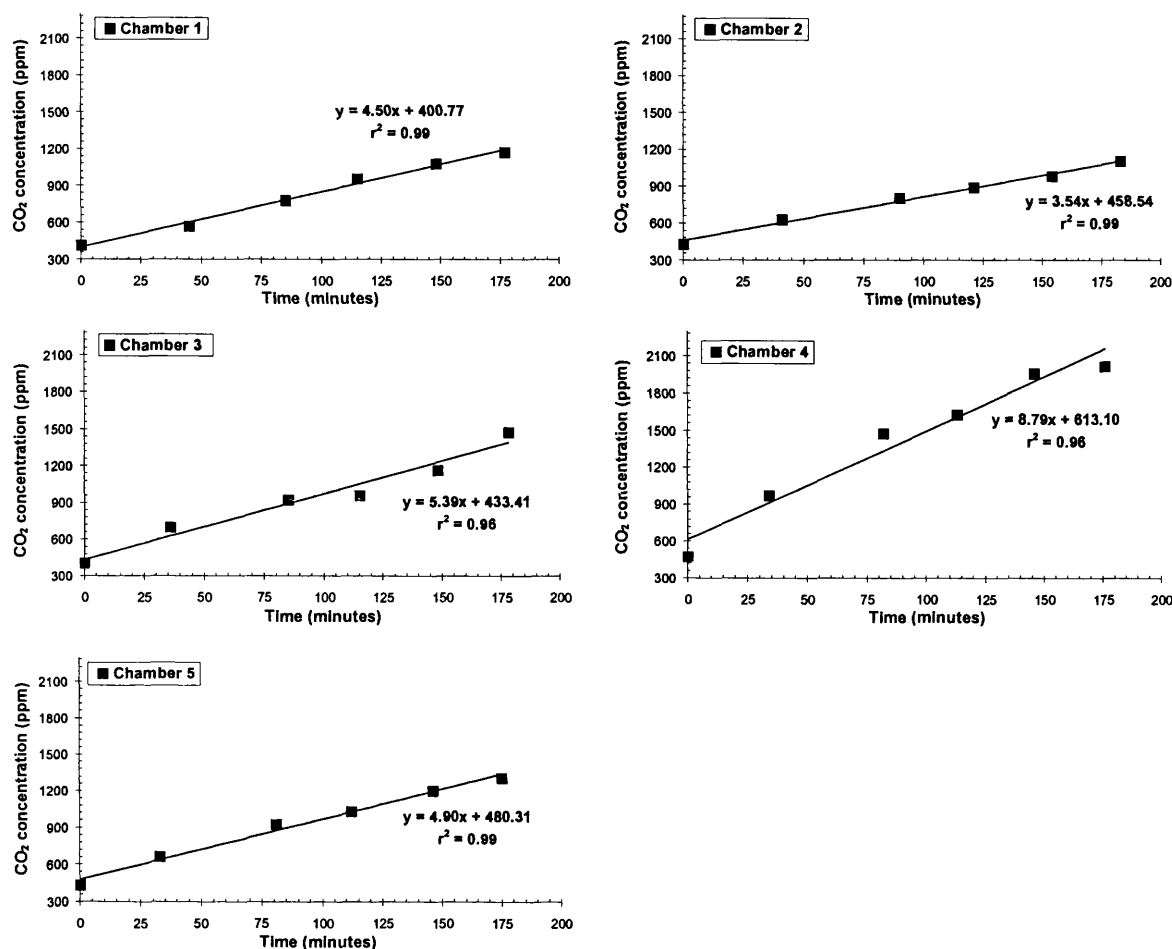 Chamber 1
CO₂ concentration (ppm)
2100
1800
1500
1200
900
600
300
y = 4.50x + 400.77
r² = 0.99
0 25 50 75 100 125 150 175 200
Time (minutes)
Chamber 2
CO₂ concentration (ppm)
2100
1800
1500
1200
900
600
300
y = 3.54x + 458.54
r² = 0.99
0 25 50 75 100 125 150 175 200
Time (minutes)
Chamber 3
CO₂ concentration (ppm)
2100
1800
1500
1200
900
600
300
y = 5.39x + 433.41
r² = 0.96
0 25 50 75 100 125 150 175 200
Time (minutes)
Chamber 4
CO₂ concentration (ppm)
2100
1800
1500
1200
900
600
300
y = 8.79x + 613.10
r² = 0.96
0 25 50 75 100 125 150 175 200
Time (minutes)
Chamber 5
CO₂ concentration (ppm)
2100
1800
1500
1200
900
600
300
y = 4.90x + 480.31
r² = 0.99
0 25 50 75 100 125 150 175 200
Time (minutes)